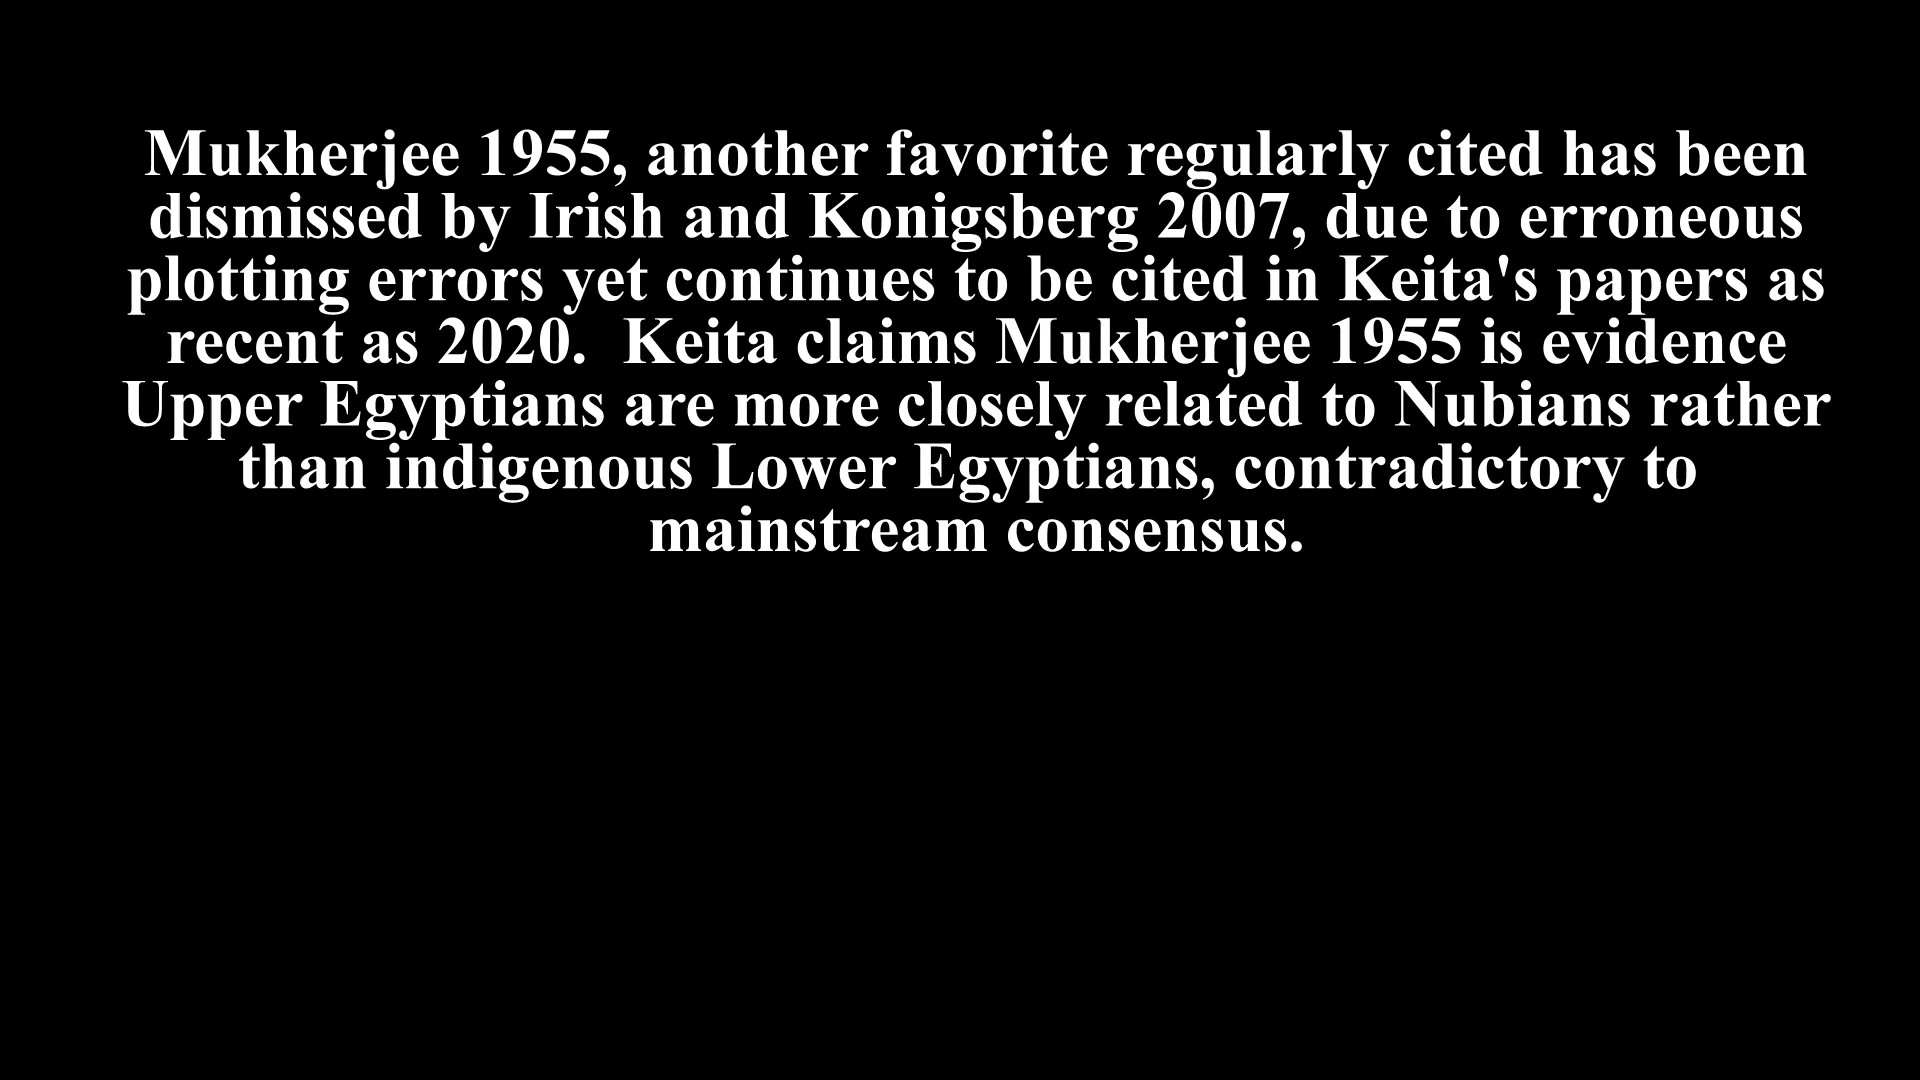 Mukherjee 1955, another favorite regularly cited has been
dismissed by Irish and Konigsberg 2007, due to erroneous
plotting errors yet continues to be cited in Keita's papers as
recent as 2020.  Keita claims Mukherjee 1955 is evidence
Upper Egyptians are more closely related to Nubians rather
than indigenous Lower Egyptians, contradictory to
mainstream consensus.